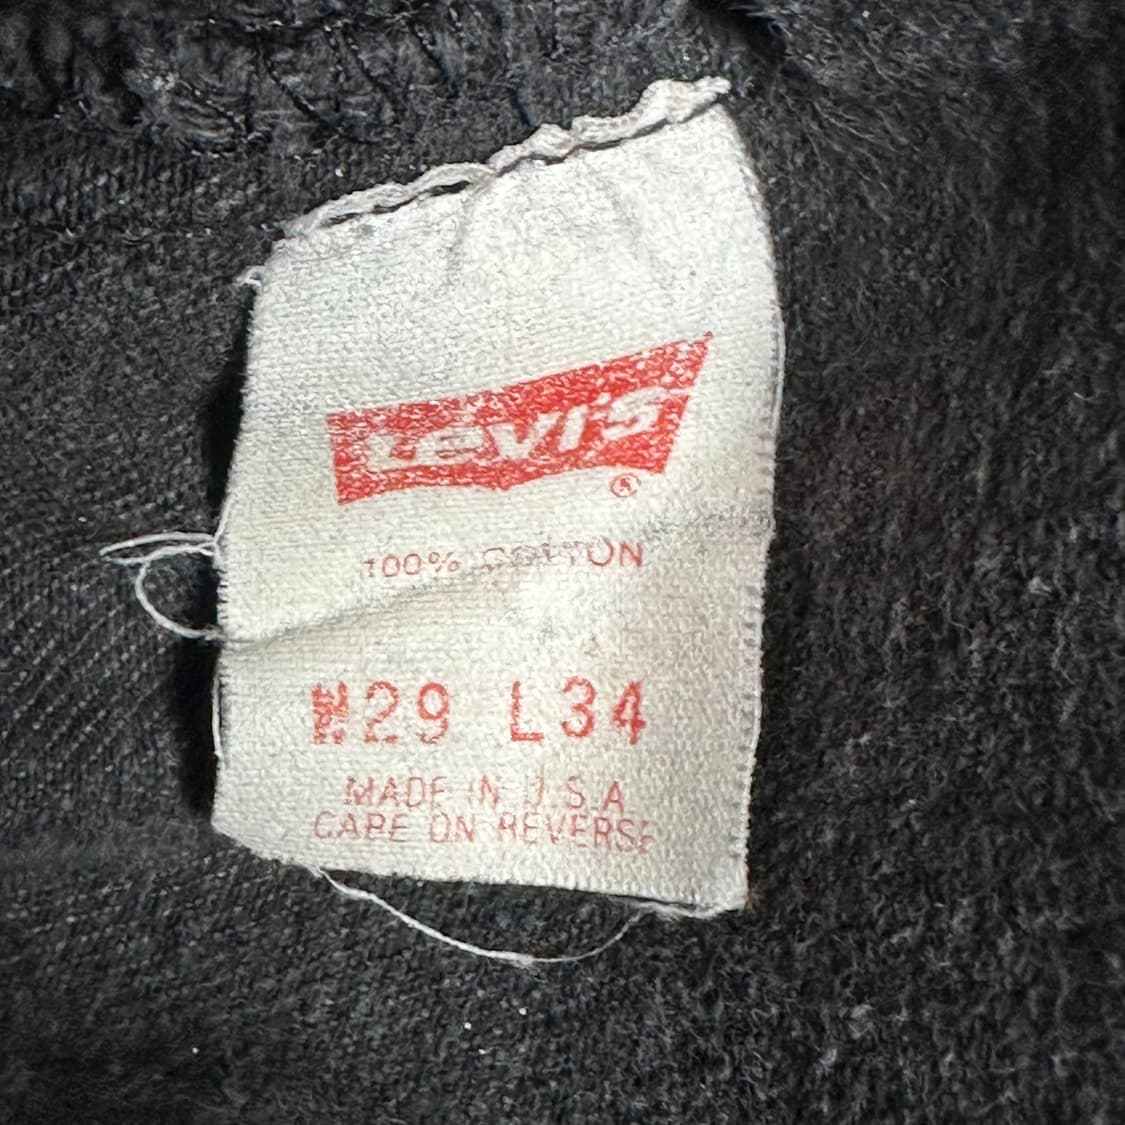 Levi's ®
100% COTTON
W29 L34
MADE IN U.S.A.
CARE ON REVERSE